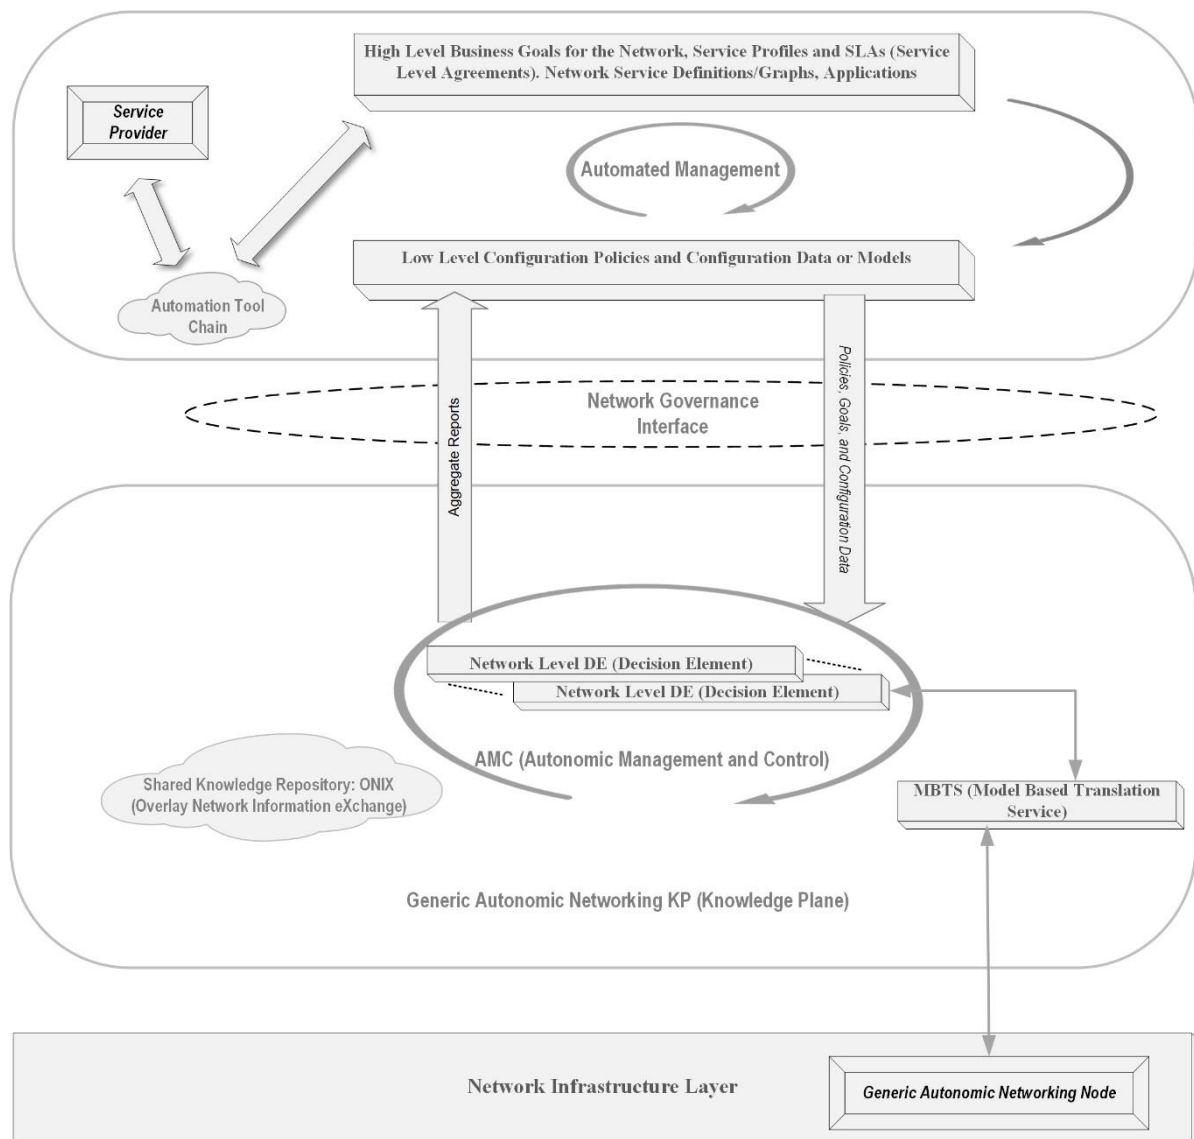 High Level Business Goals for the Network, Service Profiles and SLAs (Service
Level Agreements). Network Service Definitions/Graphs, Applications
Service
Provider
Automated Management
Low Level Configuration Policies and Configuration Data or Models
Automation Tool
Chain
Policies, Goals, and Configuration Data
Network Governance
Interface
Aggregate Reports
Network Level DE (Decision Element)
Network Level DE (Decision Element)
AMC (Autonomic Management and Control)
Shared Knowledge Repository: ONIX
(Overlay Network Information eXchange)
MBTS (Model Based Translation
Service)
Generic Autonomic Networking KP (Knowledge Plane)
Network Infrastructure Layer
Generic Autonomic Networking Node